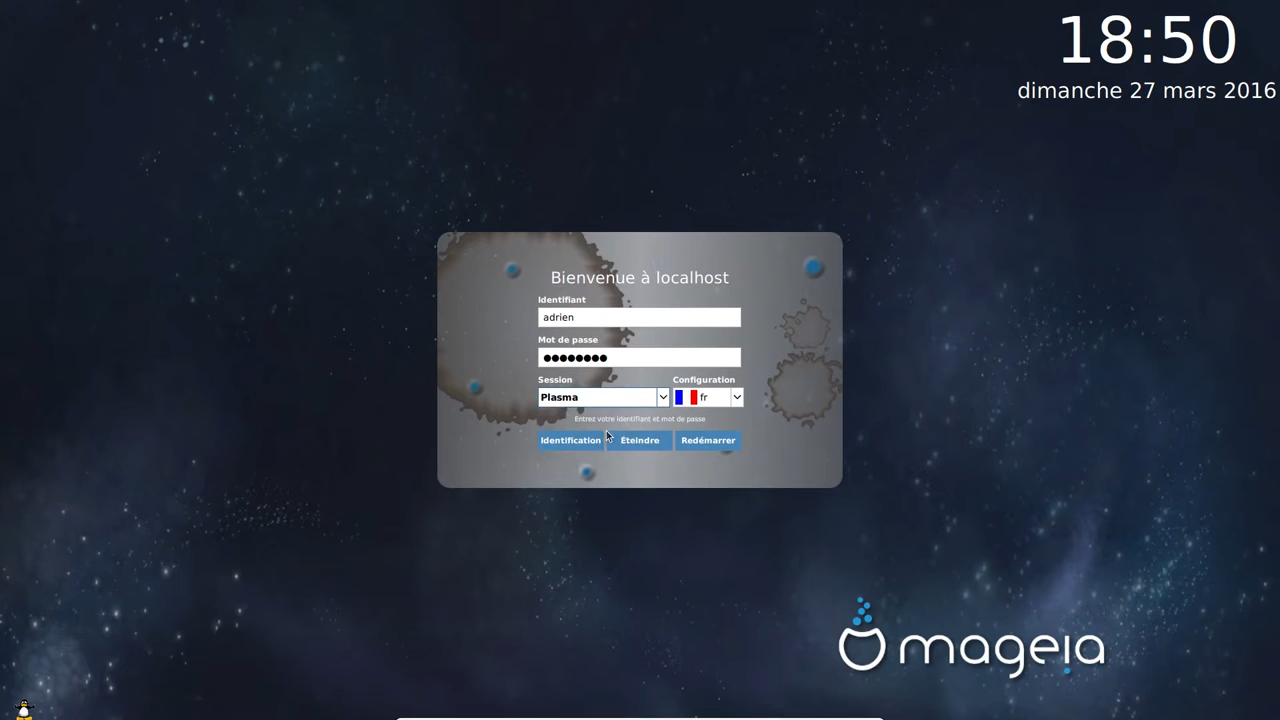 18:50
dimanche 27 mars 2016
Bienvenue à localhost
Identifiant
adrien
Mot de passe
●●●●●●●●
Session
Configuration
Plasma
fr
Entrez votre identifiant et mot de passe
Identification
Éteindre
Redémarrer
mageia